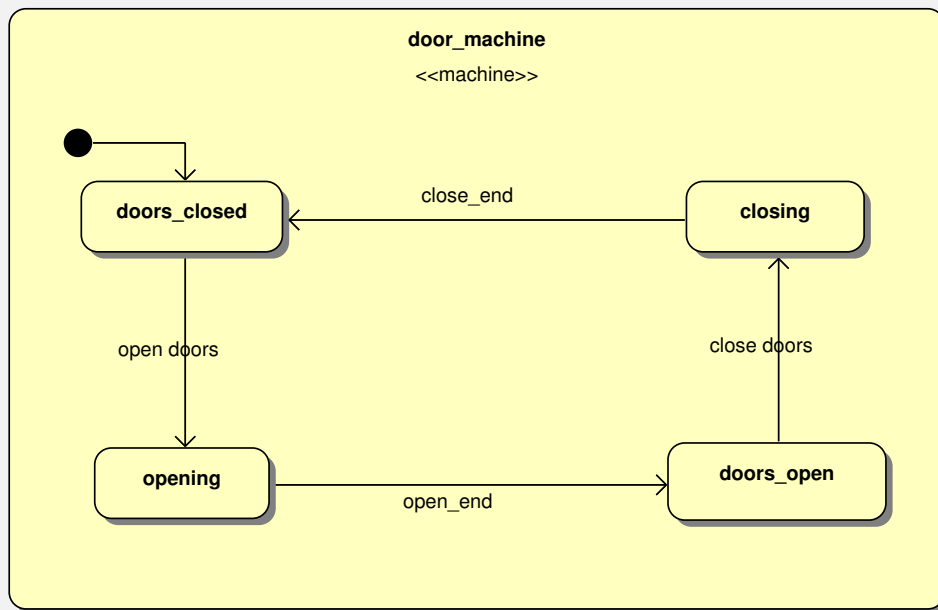 door_machine
<<machine>>
doors_closed
close_end
closing
open doors
close doors
opening
open_end
doors_open